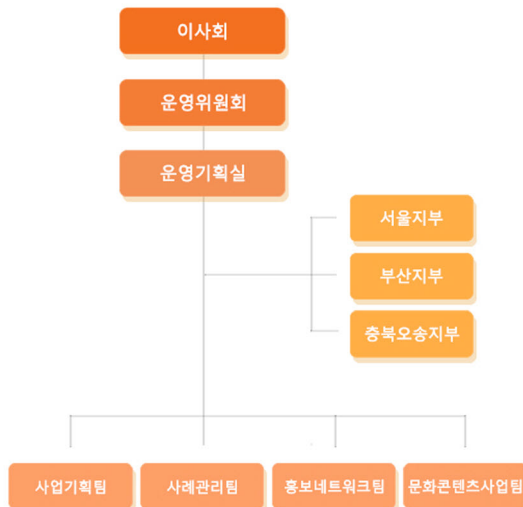 이사회
운영위원회
운영기획실
서울지부
부산지부
충북오송지부
사업기획팀
사례관리팀
홍보네트워크팀
문화콘텐츠사업팀